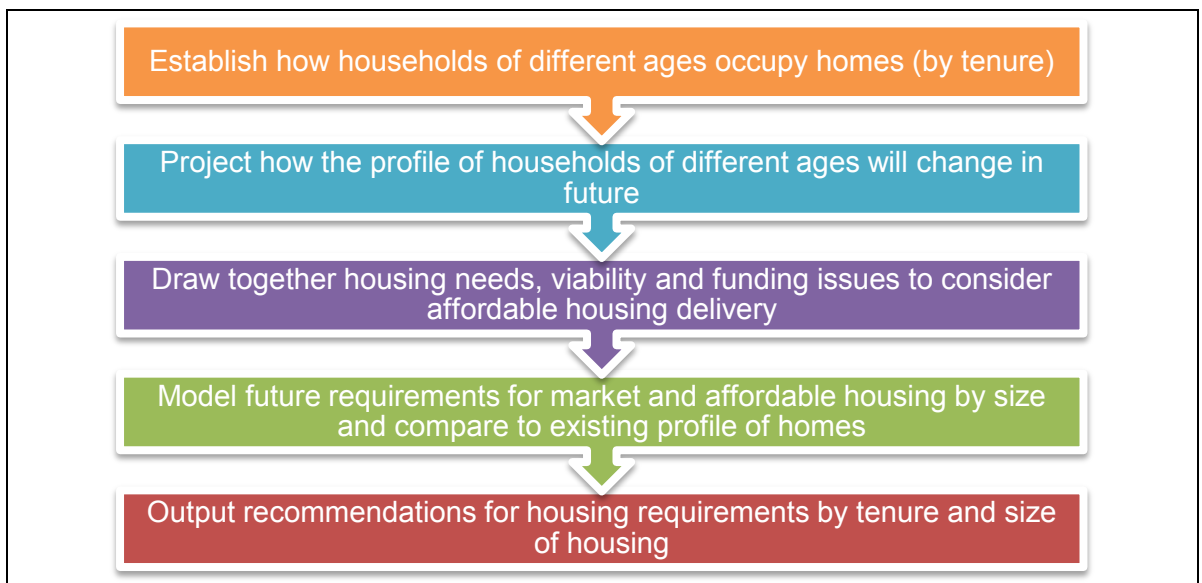 Establish how households of different ages occupy homes (by tenure)
Project how the profile of households of different ages will change in
future
Draw together housing needs, viability and funding issues to consider
affordable housing delivery
Model future requirements for market and affordable housing by size
and compare to existing profile of homes
Output recommendations for housing requirements by tenure and size
of housing